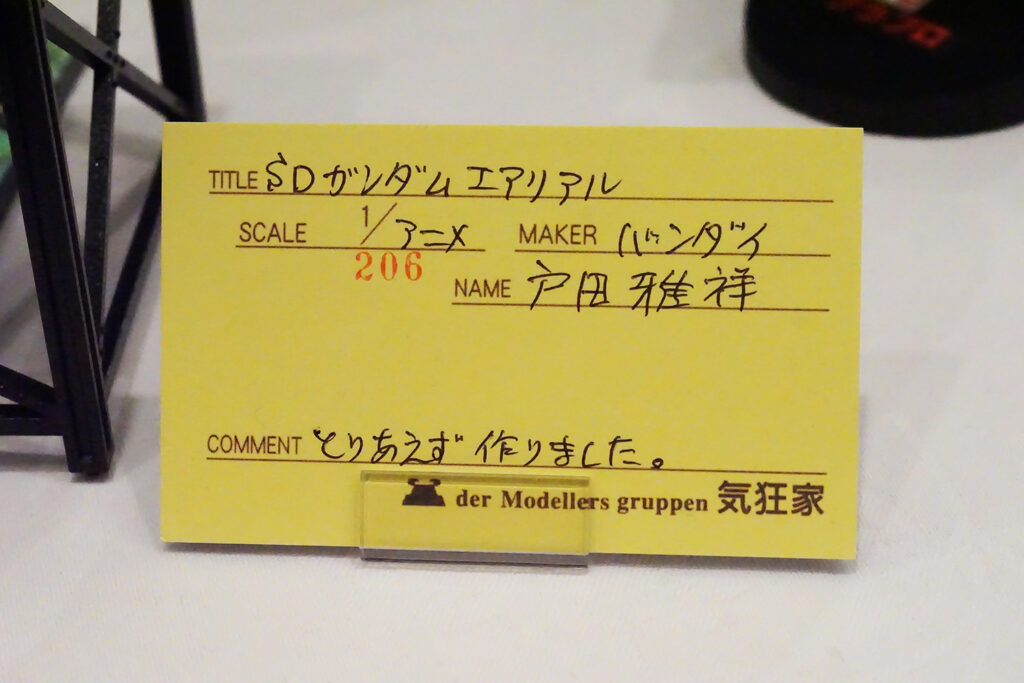 TITLE SDガンダム エアリアル
SCALE 1/アニメ MAKER バンダイ
206
NAME 戸田雅祥
COMMENT とりあえず作りました。
der Modellers gruppen 気狂家